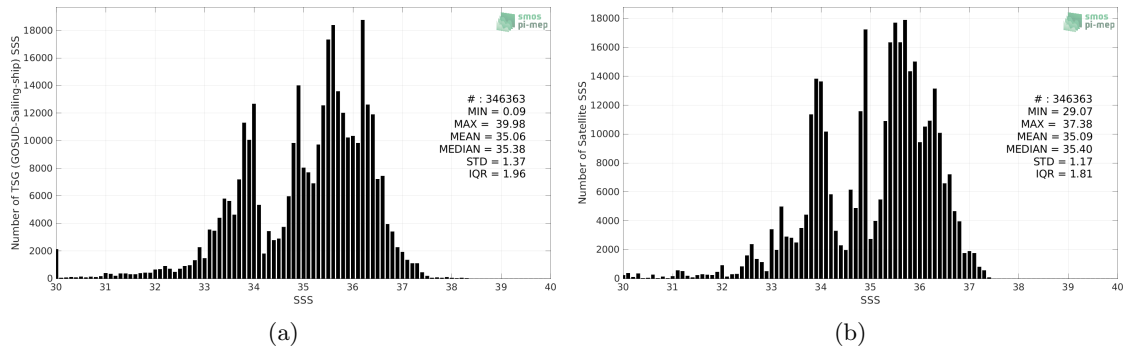 smos
pi-mep
18000
16000
14000
12000
10000
8000
6000
4000
2000
0
Number of TSG (GOSUD-Sailing-ship) SSS
# : 346363
MIN = 0.09
MAX = 39.98
MEAN = 35.06
MEDIAN = 35.38
STD = 1.37
IQR = 1.96
30 31 32 33 34 35 36 37 38 39 40
SSS
(a)
smos
pi-mep
18000
16000
14000
12000
10000
8000
6000
4000
2000
0
Number of Satellite SSS
# : 346363
MIN = 29.07
MAX = 37.38
MEAN = 35.09
MEDIAN = 35.40
STD = 1.17
IQR = 1.81
30 31 32 33 34 35 36 37 38 39 40
SSS
(b)